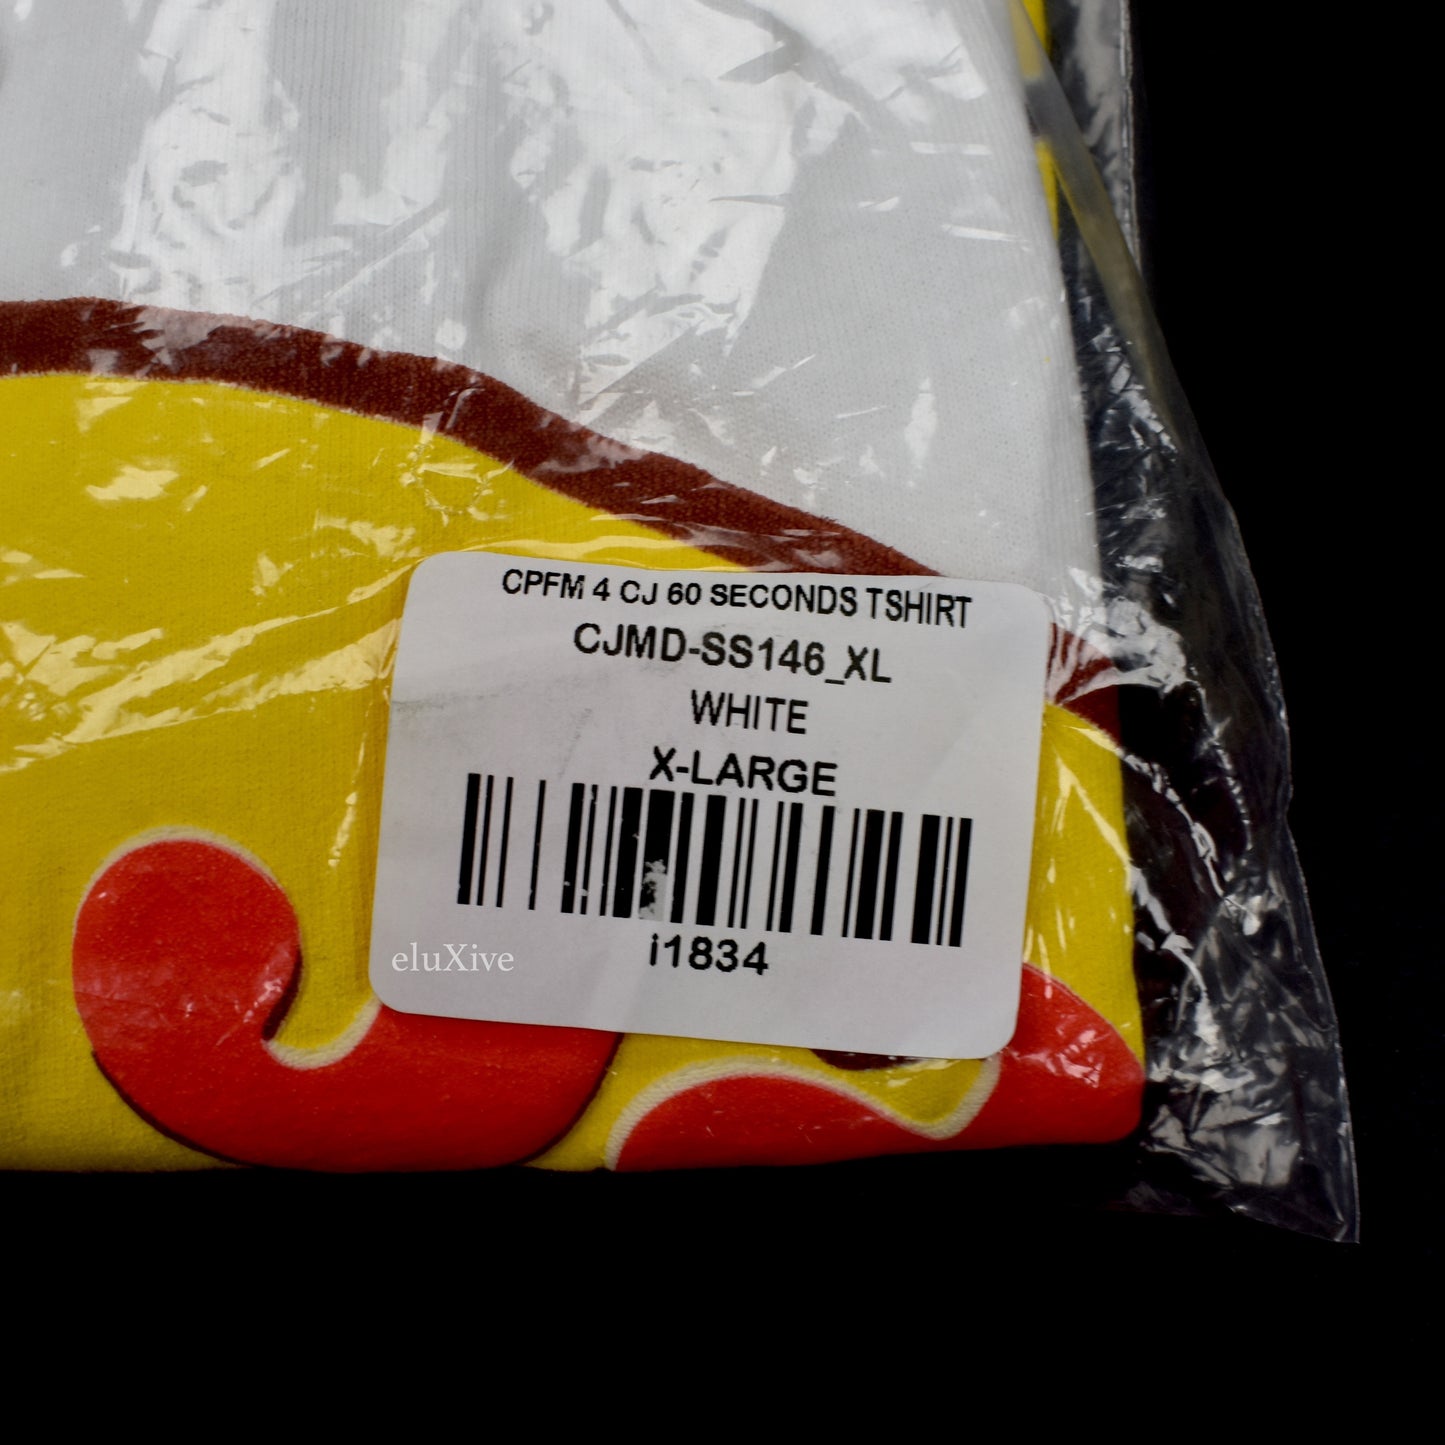 CPFM 4 CJ 60 SECONDS TSHIRT
CJMD-SS146_XL
WHITE
X-LARGE
i1834
eluXive